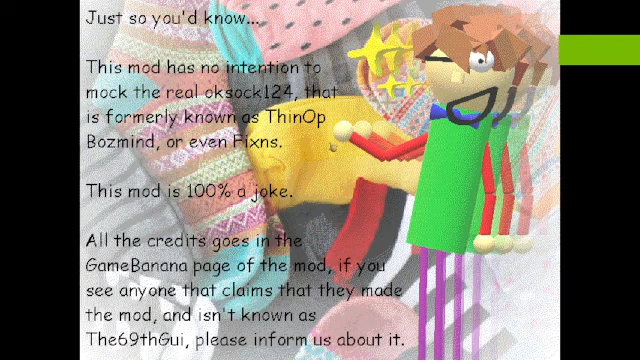 Just so you'd know...
This mod has no intention to
mock the real oksock124, that
is formerly known as ThinOp
Bozmind, or even Fixns.
This mod is 100% a joke.
All the credits goes in the
GameBanana page of the mod, if you
see anyone that claims that they made
the mod, and isn't known as
The69thGui, please inform us about it.